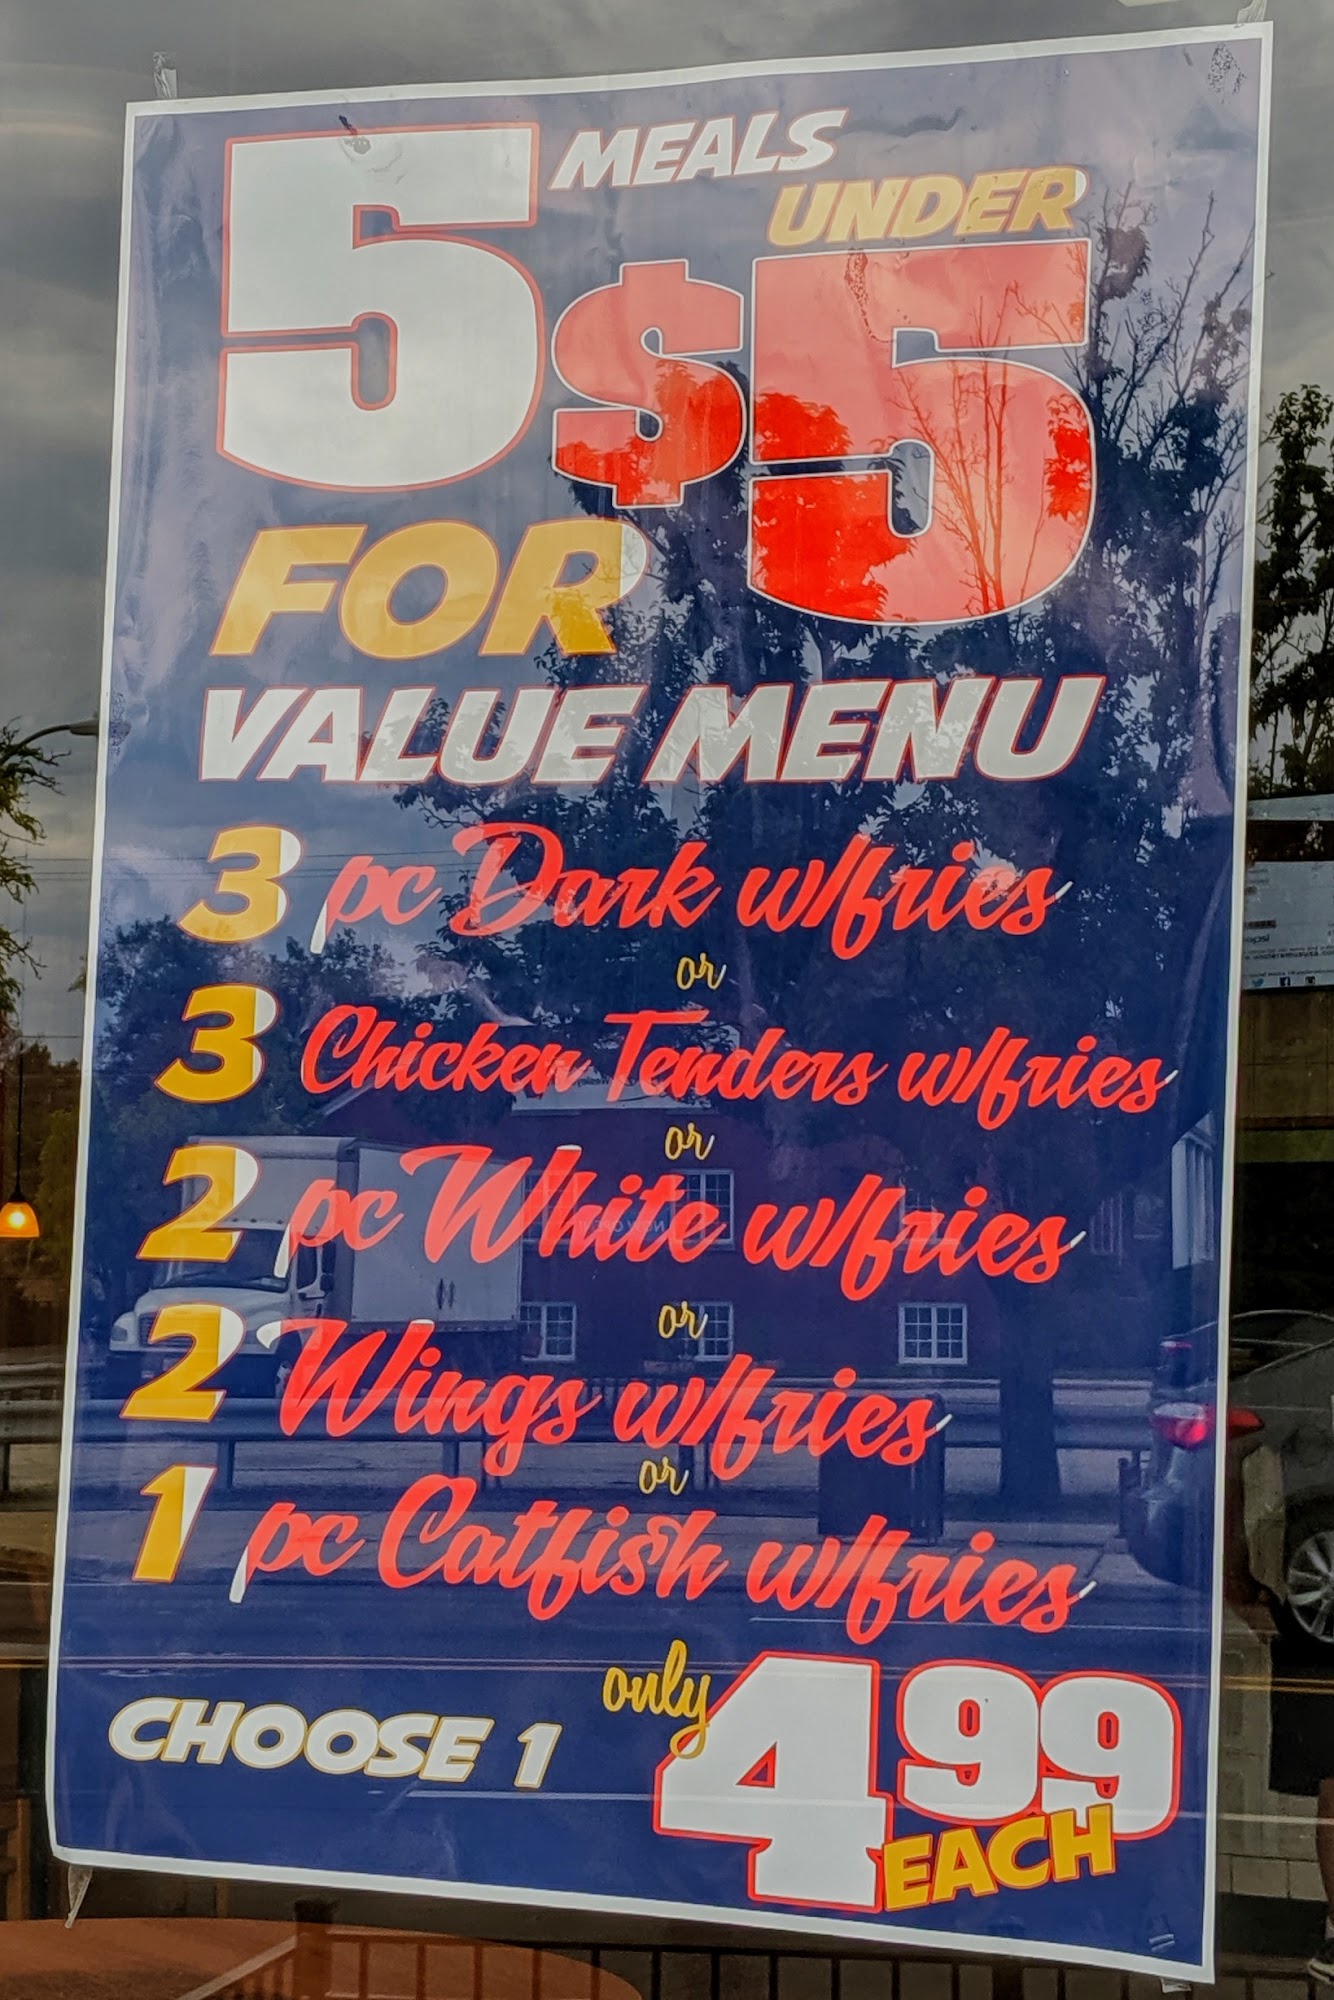 5 MEALS
UNDER
$5
FOR
VALUE MENU
3 pc Dark w/fries
or
3 Chicken Tenders w/fries
or
2 pc White w/fries
or
2 Wings w/fries
or
1 pc Catfish w/fries
CHOOSE 1
only 4 99
EACH